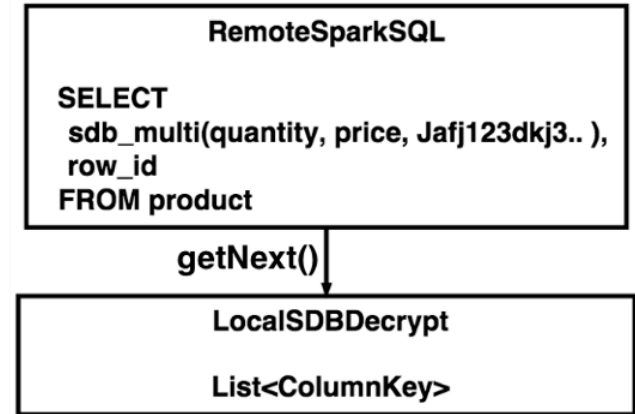 RemoteSparkSQL
SELECT
sdb_multi(quantity, price, Jafj123dkj3.. ),
row_id
FROM product
getNext()
LocalSDBDecrypt
List<ColumnKey>